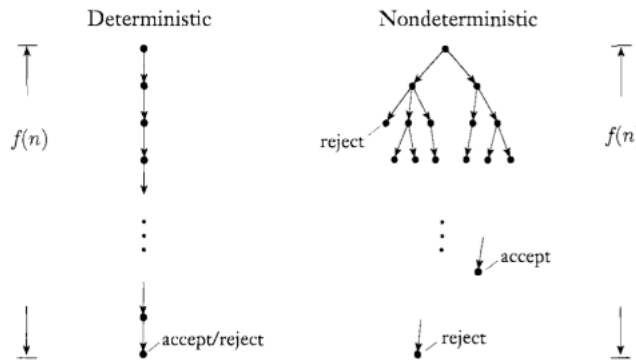 Deterministic
Nondeterministic
f(n)
reject
f(n
accept
accept/reject
reject